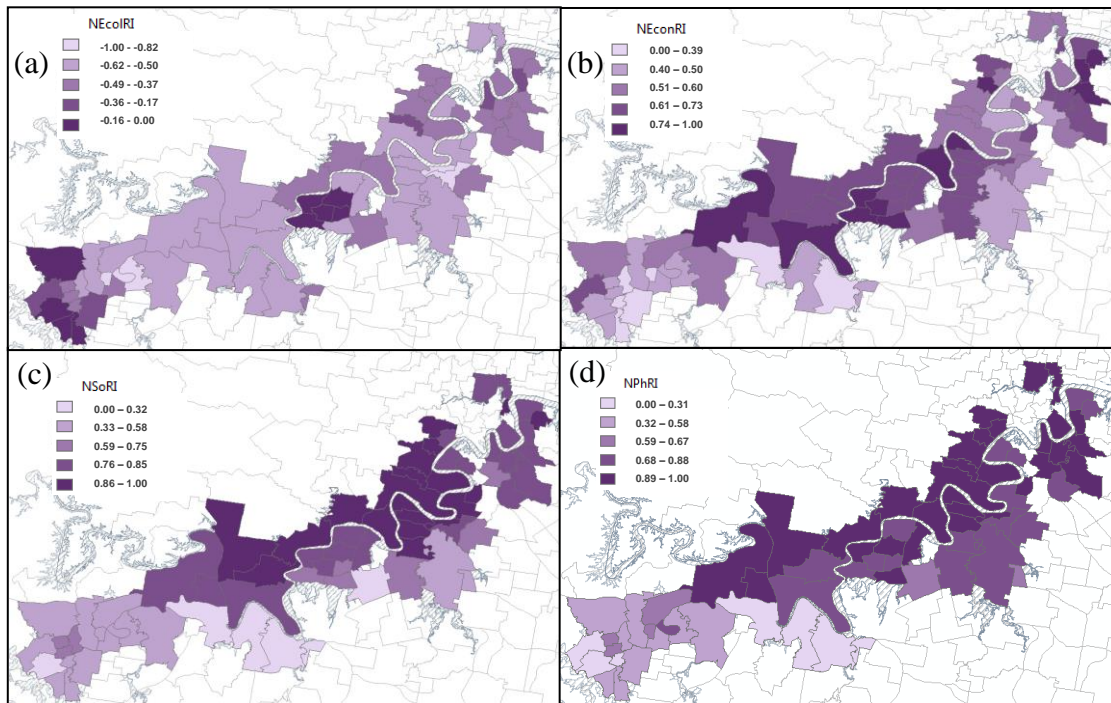 (a)
NEcolRI
-1.00 - -0.82
-0.62 - -0.50
-0.49 - -0.37
-0.36 - -0.17
-0.16 - 0.00
(b)
NEconRI
0.00 – 0.39
0.40 – 0.50
0.51 – 0.60
0.61 – 0.73
0.74 – 1.00
(c)
NSoRI
0.00 – 0.32
0.33 – 0.58
0.59 – 0.75
0.76 – 0.85
0.86 – 1.00
(d)
NPhRI
0.00 – 0.31
0.32 – 0.58
0.59 – 0.67
0.68 – 0.88
0.89 – 1.00